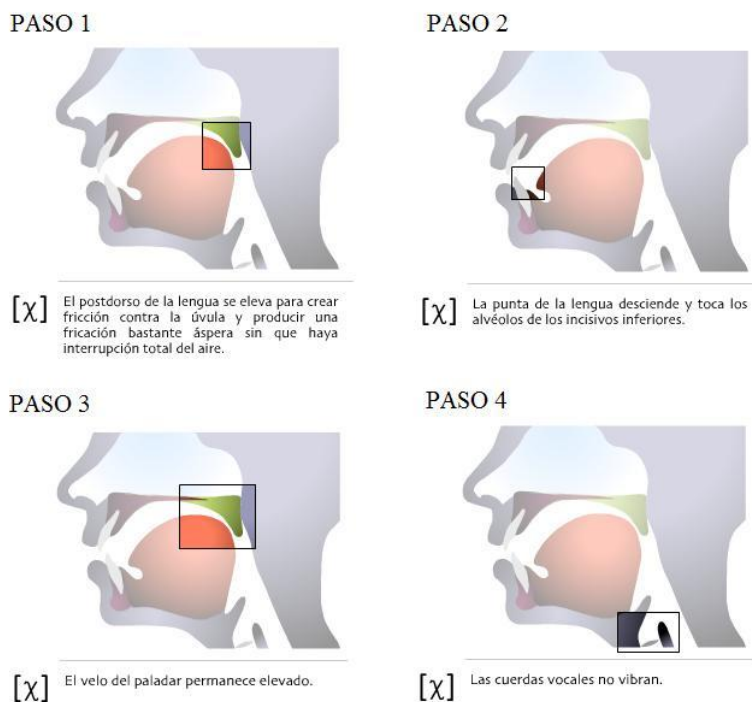 PASO 1
PASO 2
[χ] El postdorso de la lengua se eleva para crear
fricción contra la úvula y producir una
fricación bastante áspera sin que haya
interrupción total del aire.
[χ] La punta de la lengua desciende y toca los
alvéolos de los incisivos inferiores.
PASO 3
PASO 4
[χ] El velo del paladar permanece elevado.
[χ] Las cuerdas vocales no vibran.